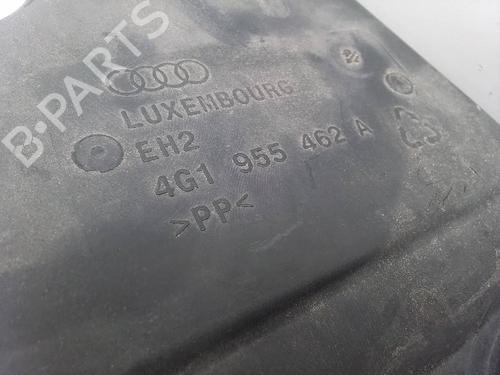 B-PARTS
LUXEMBOURG
EH2
4G1 955 462 A
>PP<